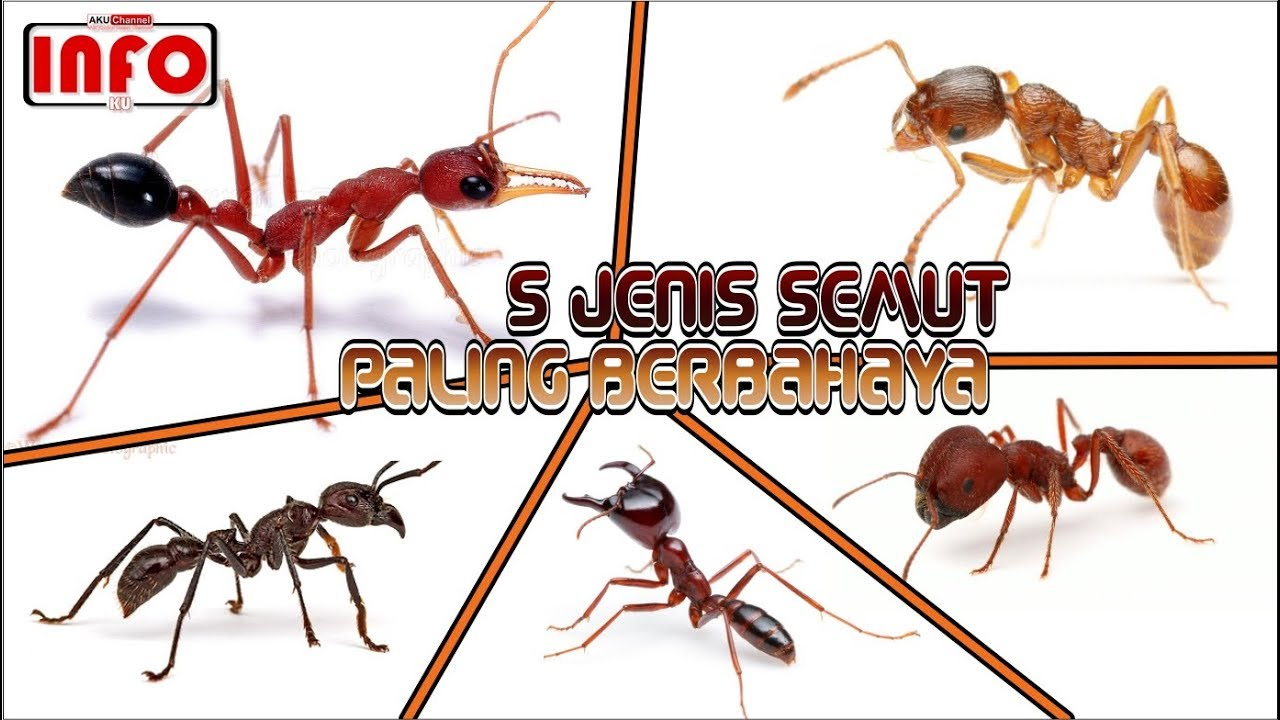 AKU Channel
INFO
KU
5 JENIS SEMUT
PALING BERBAHAYA